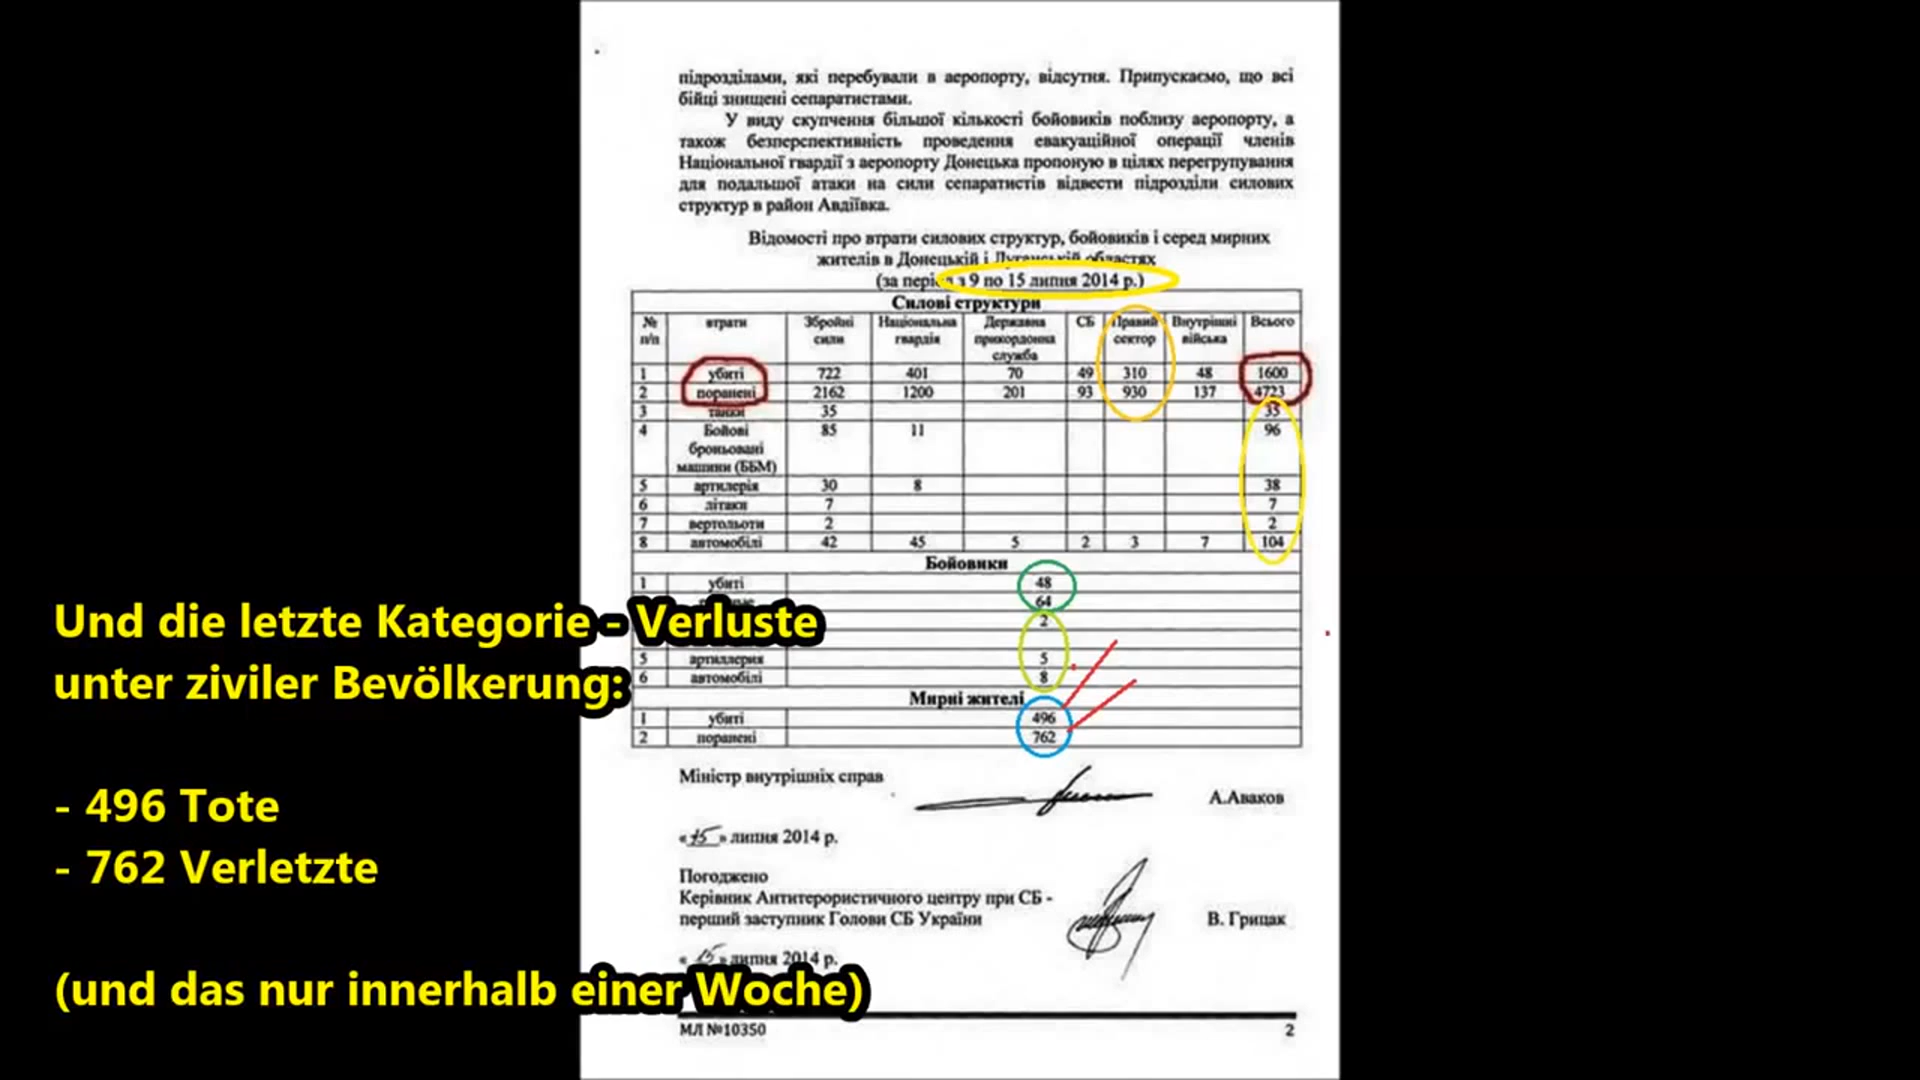 підрозділами, які перебували в аеропорту, відсутня. Припускаємо, що всі
бійці знищені сепаратистами.
У виду скупчення більшої кількості бойовиків поблизу аеропорту, а
також безперспективність проведення евакуаційної операції членів
Національної гвардії з аеропорту Донецька пропоную в цілях перегрупування
для подальшої атаки на сили сепаратистів відвести підрозділи силових
структур в район Авдіївка.
Відомості про втрати силових структур, бойовиків і серед мирних
жителів в Донецькій і Луганській областях
(за період з 9 по 15 липня 2014 р.)
Силові структури
№ п/п втрати Збройні сили Національна гвардія Державна прикордонна служба СБ Правий сектор Внутрішні війська Всього
1 убиті 722 401 70 49 310 48 1600
2 поранені 2162 1200 201 93 930 137 4723
3 танки 35 35
4 Бойові броньовані машини (ББМ) 85 11 96
5 артилерія 30 8 38
6 літаки 7 7
7 вертольоти 2 2
8 автомобілі 42 45 5 2 3 7 104
Бойовики
1 убиті 48
64
2
5 артиллерия 5
6 автомобілі 8
Мирні жителі
1 убиті 496
2 поранені 762
Міністр внутрішніх справ
А.Аваков
«15» липня 2014 р.
Погоджено
Керівник Антитерористичного центру при СБ -
перший заступник Голови СБ України
В. Грицак
«15» липня 2014 р.
МЛ №10350 2
Und die letzte Kategorie - Verluste
unter ziviler Bevölkerung:
- 496 Tote
- 762 Verletzte
(und das nur innerhalb einer Woche)